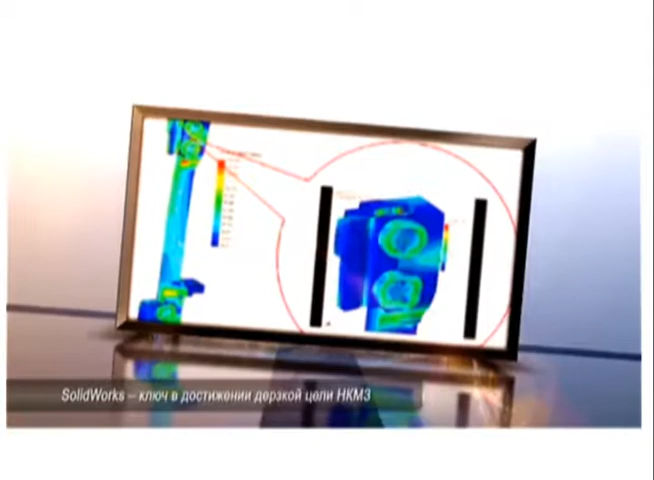 SolidWorks – ключ в достижении дерзкой цели НКМЗ